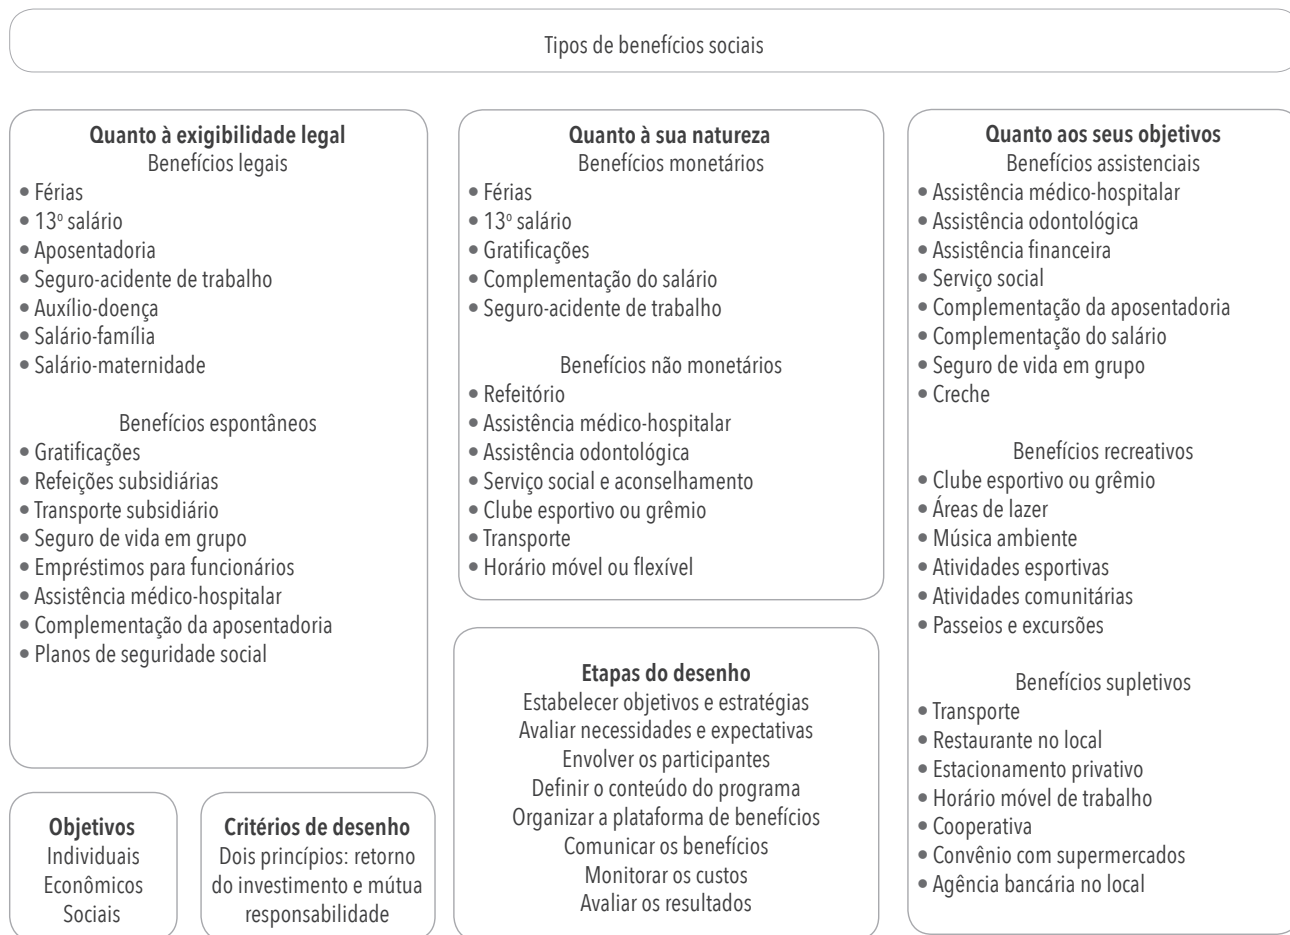 Tipos de benefícios sociais
Quanto à exigibilidade legal
Benefícios legais
• Férias
• 13º salário
• Aposentadoria
• Seguro-acidente de trabalho
• Auxílio-doença
• Salário-família
• Salário-maternidade
Benefícios espontâneos
• Gratificações
• Refeições subsidiárias
• Transporte subsidiário
• Seguro de vida em grupo
• Empréstimos para funcionários
• Assistência médico-hospitalar
• Complementação da aposentadoria
• Planos de seguridade social
Quanto à sua natureza
Benefícios monetários
• Férias
• 13º salário
• Gratificações
• Complementação do salário
• Seguro-acidente de trabalho
Benefícios não monetários
• Refeitório
• Assistência médico-hospitalar
• Assistência odontológica
• Serviço social e aconselhamento
• Clube esportivo ou grêmio
• Transporte
• Horário móvel ou flexível
Quanto aos seus objetivos
Benefícios assistenciais
• Assistência médico-hospitalar
• Assistência odontológica
• Assistência financeira
• Serviço social
• Complementação da aposentadoria
• Complementação do salário
• Seguro de vida em grupo
• Creche
Benefícios recreativos
• Clube esportivo ou grêmio
• Áreas de lazer
• Música ambiente
• Atividades esportivas
• Atividades comunitárias
• Passeios e excursões
Benefícios supletivos
• Transporte
• Restaurante no local
• Estacionamento privativo
• Horário móvel de trabalho
• Cooperativa
• Convênio com supermercados
• Agência bancária no local
Objetivos
Individuais
Econômicos
Sociais
Critérios de desenho
Dois princípios: retorno
do investimento e mútua
responsabilidade
Etapas do desenho
Estabelecer objetivos e estratégias
Avaliar necessidades e expectativas
Envolver os participantes
Definir o conteúdo do programa
Organizar a plataforma de benefícios
Comunicar os benefícios
Monitorar os custos
Avaliar os resultados